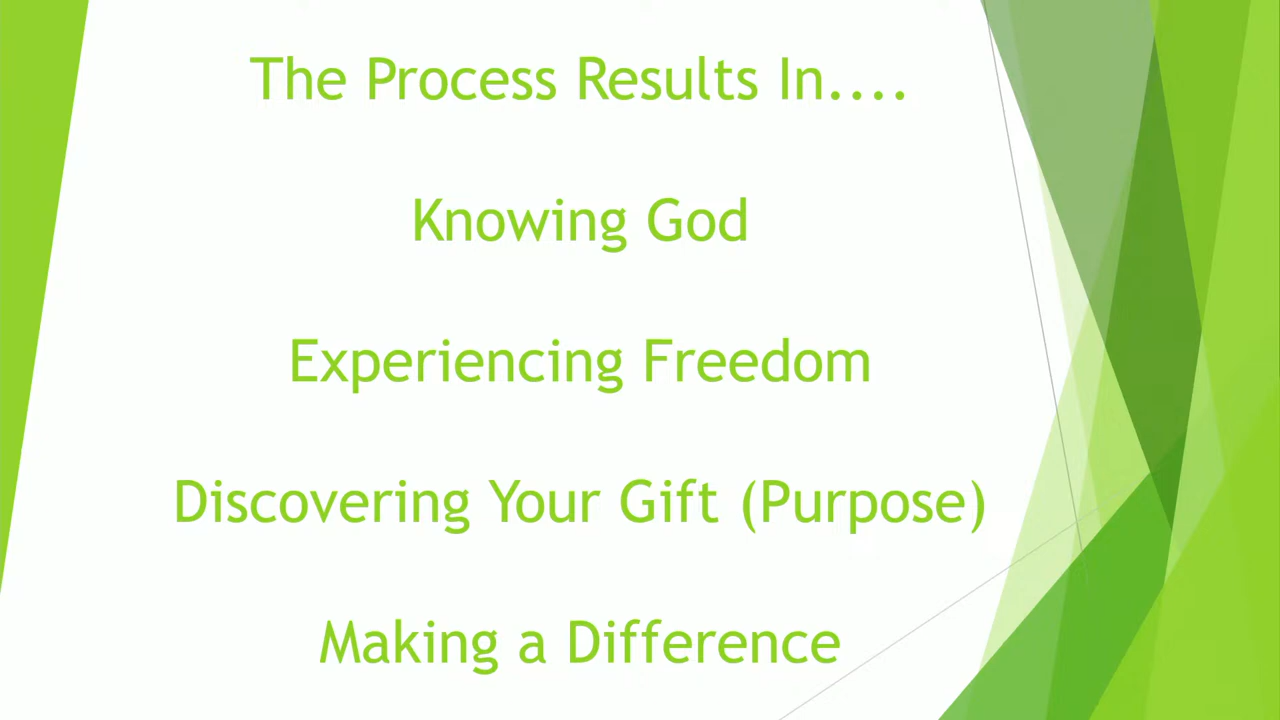 The Process Results In....
Knowing God
Experiencing Freedom
Discovering Your Gift (Purpose)
Making a Difference